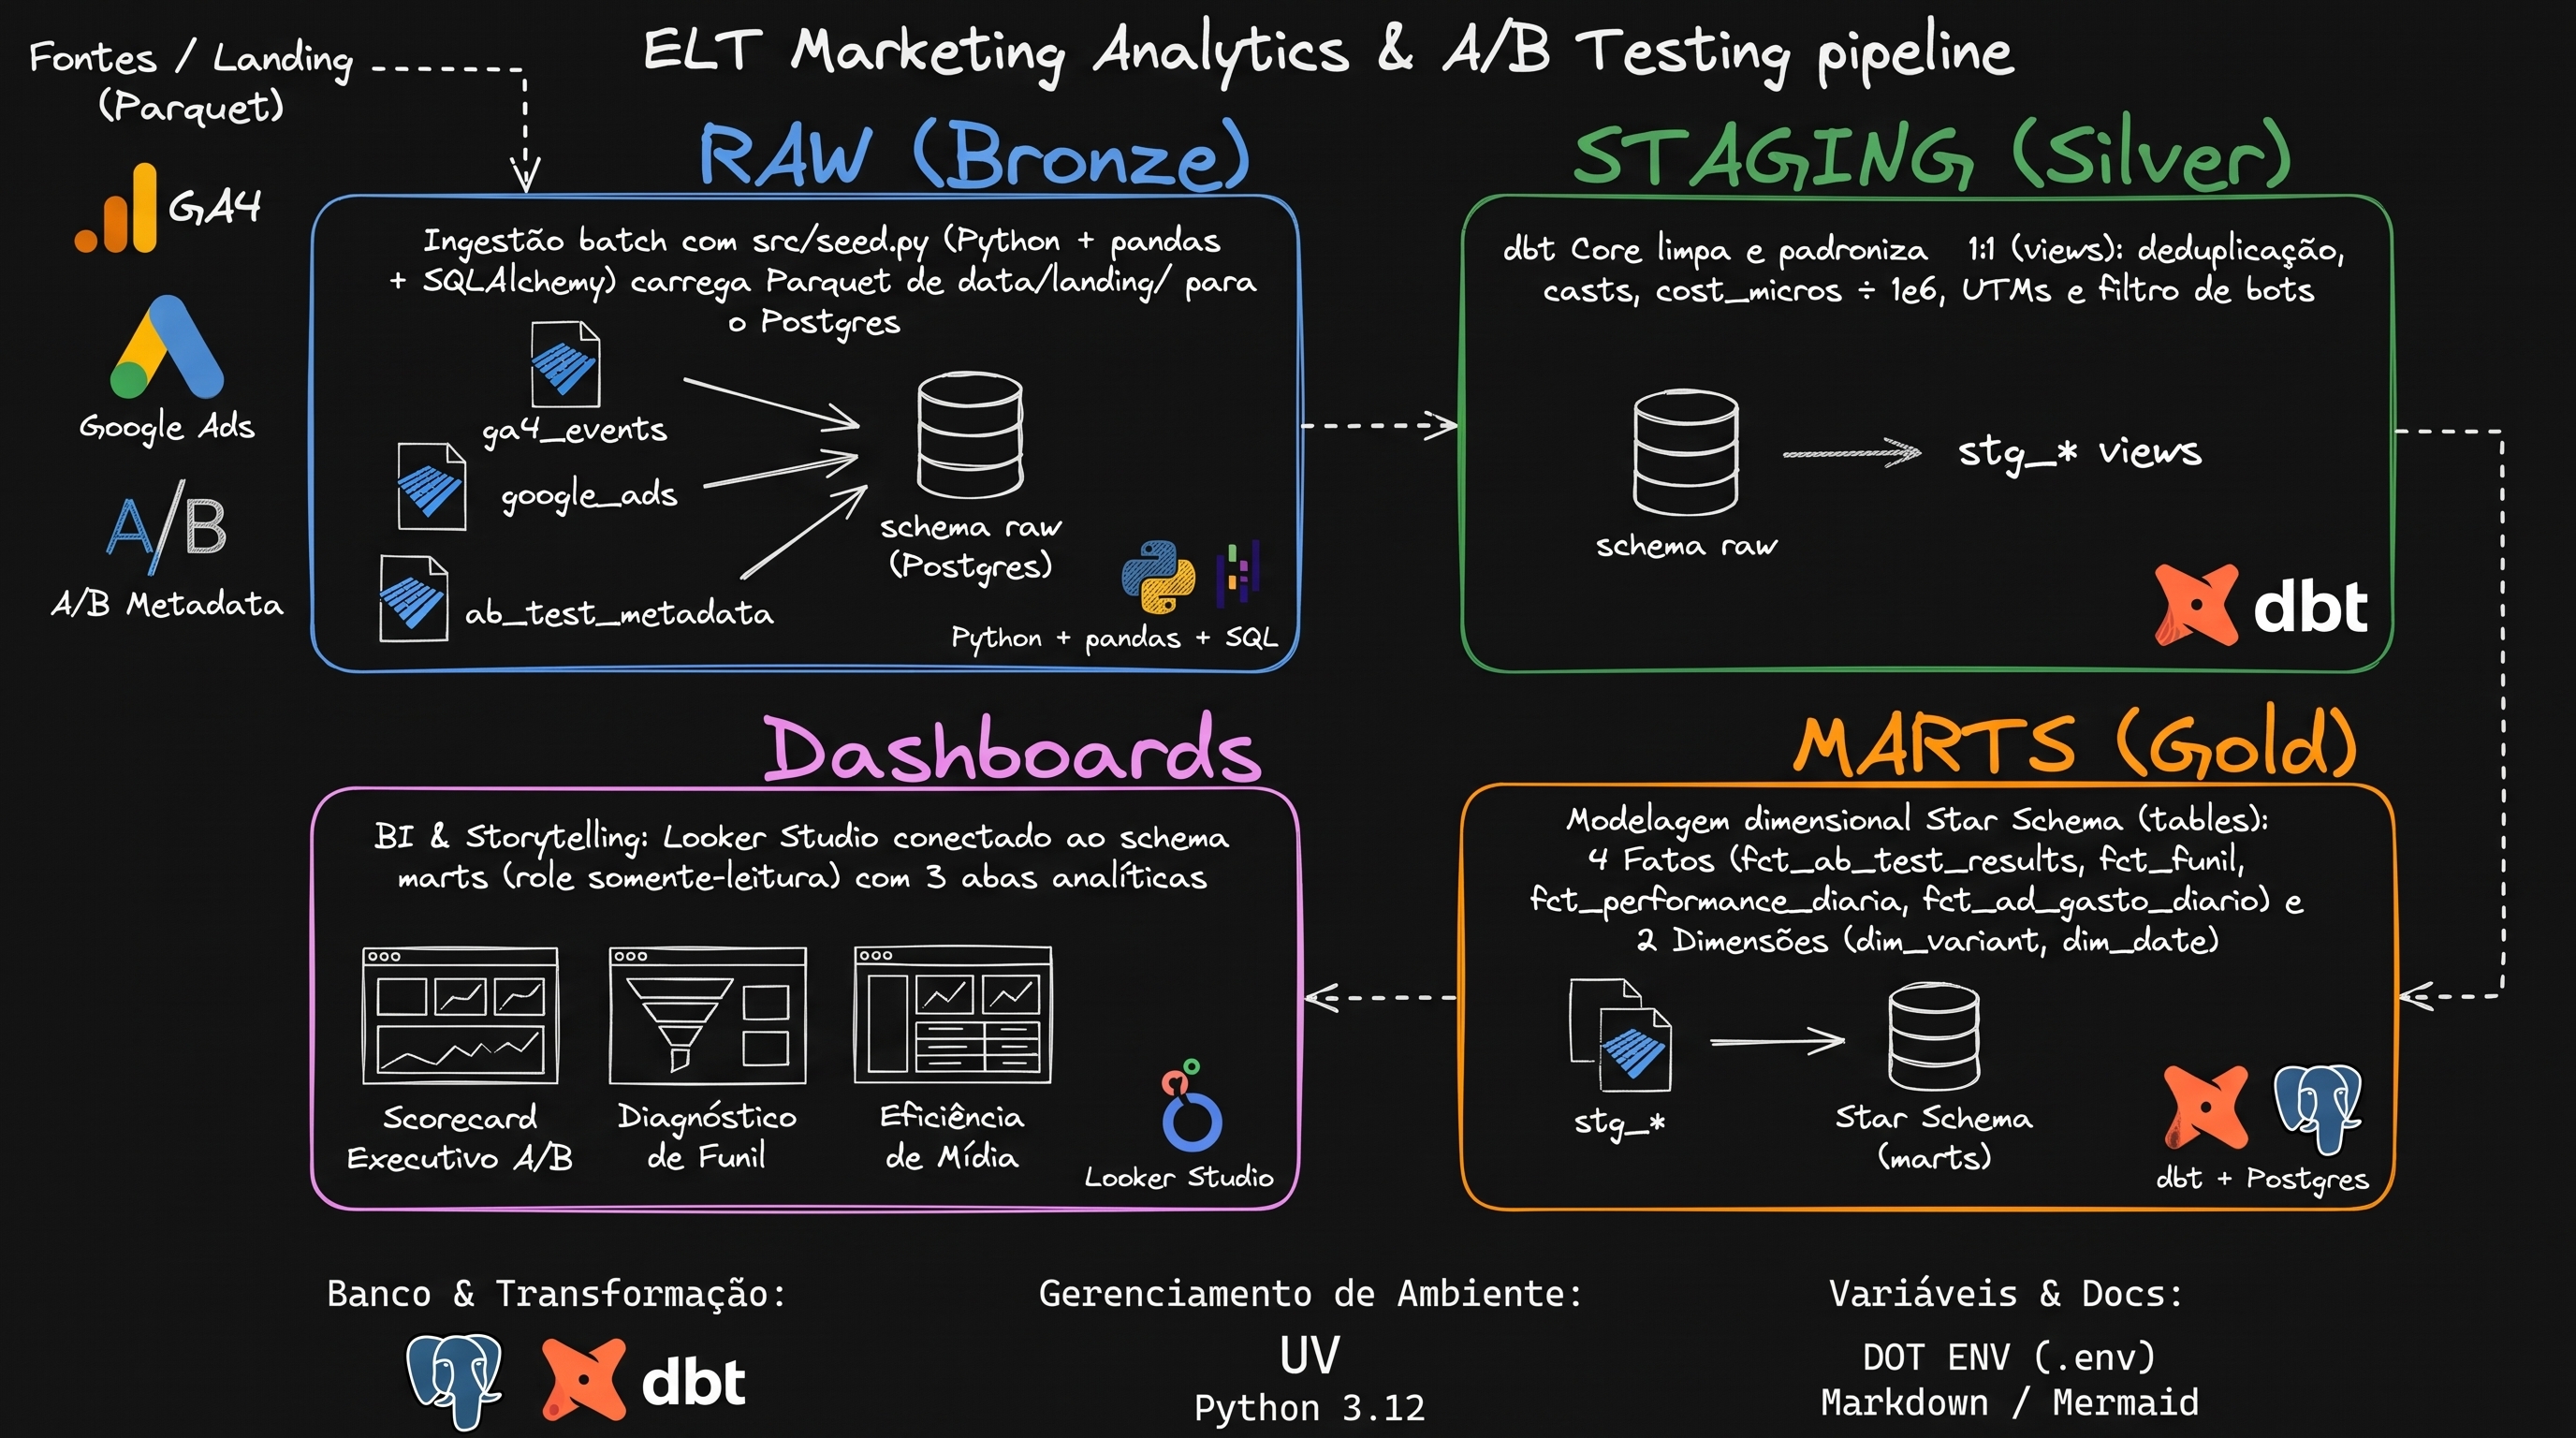 ELT Marketing Analytics & A/B Testing pipeline
Fontes / Landing
(Parquet)
GA4
Google Ads
A/B
A/B Metadata
RAW (Bronze)
Ingestão batch com src/seed.py (Python + pandas
+ SQLAlchemy) carrega Parquet de data/landing/ para
o Postgres
ga4_events
google_ads
ab_test_metadata
schema raw
(Postgres)
Python + pandas + SQL
STAGING (Silver)
dbt Core limpa e padroniza 1:1 (views): deduplicação,
casts, cost_micros ÷ 1e6, UTMs e filtro de bots
schema raw
stg_* views
dbt
Dashboards
BI & Storytelling: Looker Studio conectado ao schema
marts (role somente-leitura) com 3 abas analíticas
Scorecard
Executivo A/B
Diagnóstico
de Funil
Eficiência
de Mídia
Looker Studio
MARTS (Gold)
Modelagem dimensional Star Schema (tables):
4 Fatos (fct_ab_test_results, fct_funil,
fct_performance_diaria, fct_ad_gasto_diario) e
2 Dimensões (dim_variant, dim_date)
stg_*
Star Schema
(marts)
dbt + Postgres
Banco & Transformação:
dbt
Gerenciamento de Ambiente:
UV
Python 3.12
Variáveis & Docs:
DOT ENV (.env)
Markdown / Mermaid